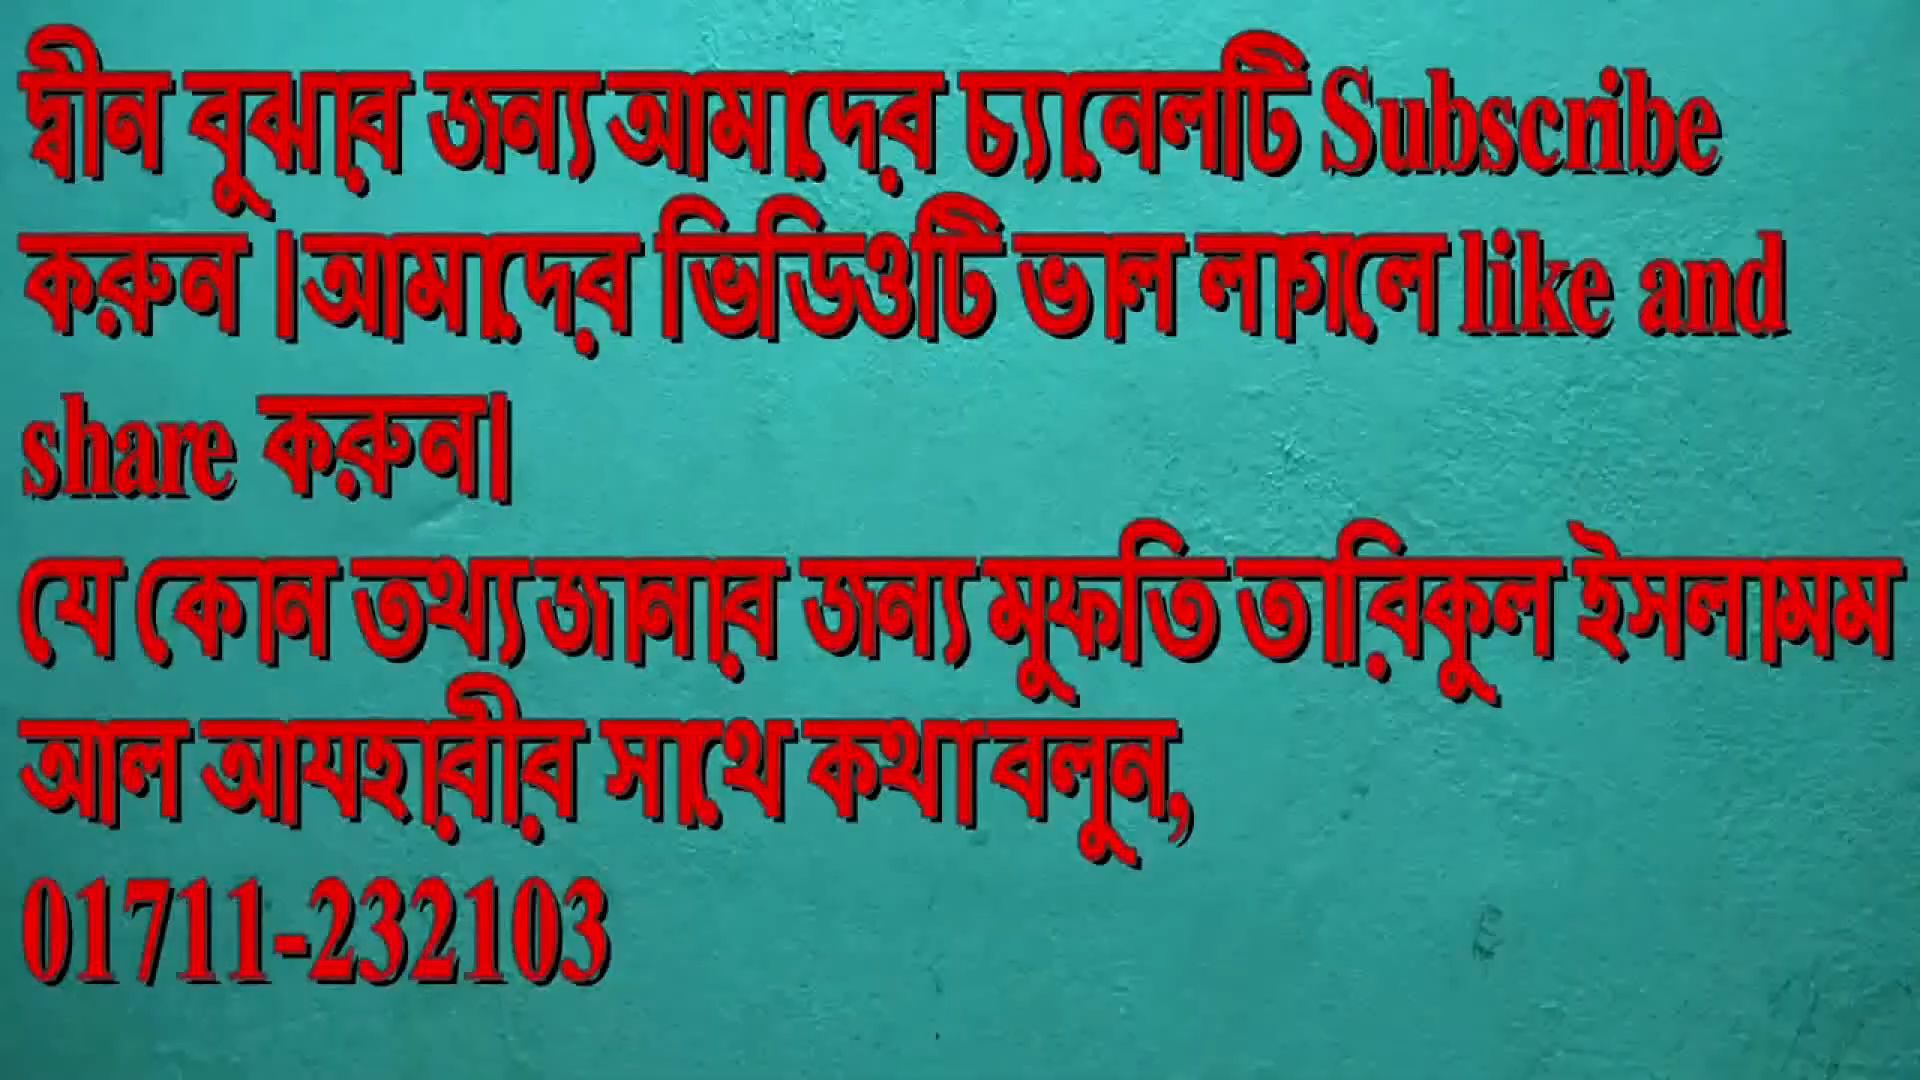 দ্বীন বুঝার জন্য আমাদের চ্যানেলটি Subscribe
করুন।আমাদের ভিডিওটি ভাল লাগলে like and
share করুন।
যে কোন তথ্য জানার জন্য মুফতি তারিকুল ইসলামম
আল আযহারীর সাথে কথা বলুন,
01711-232103